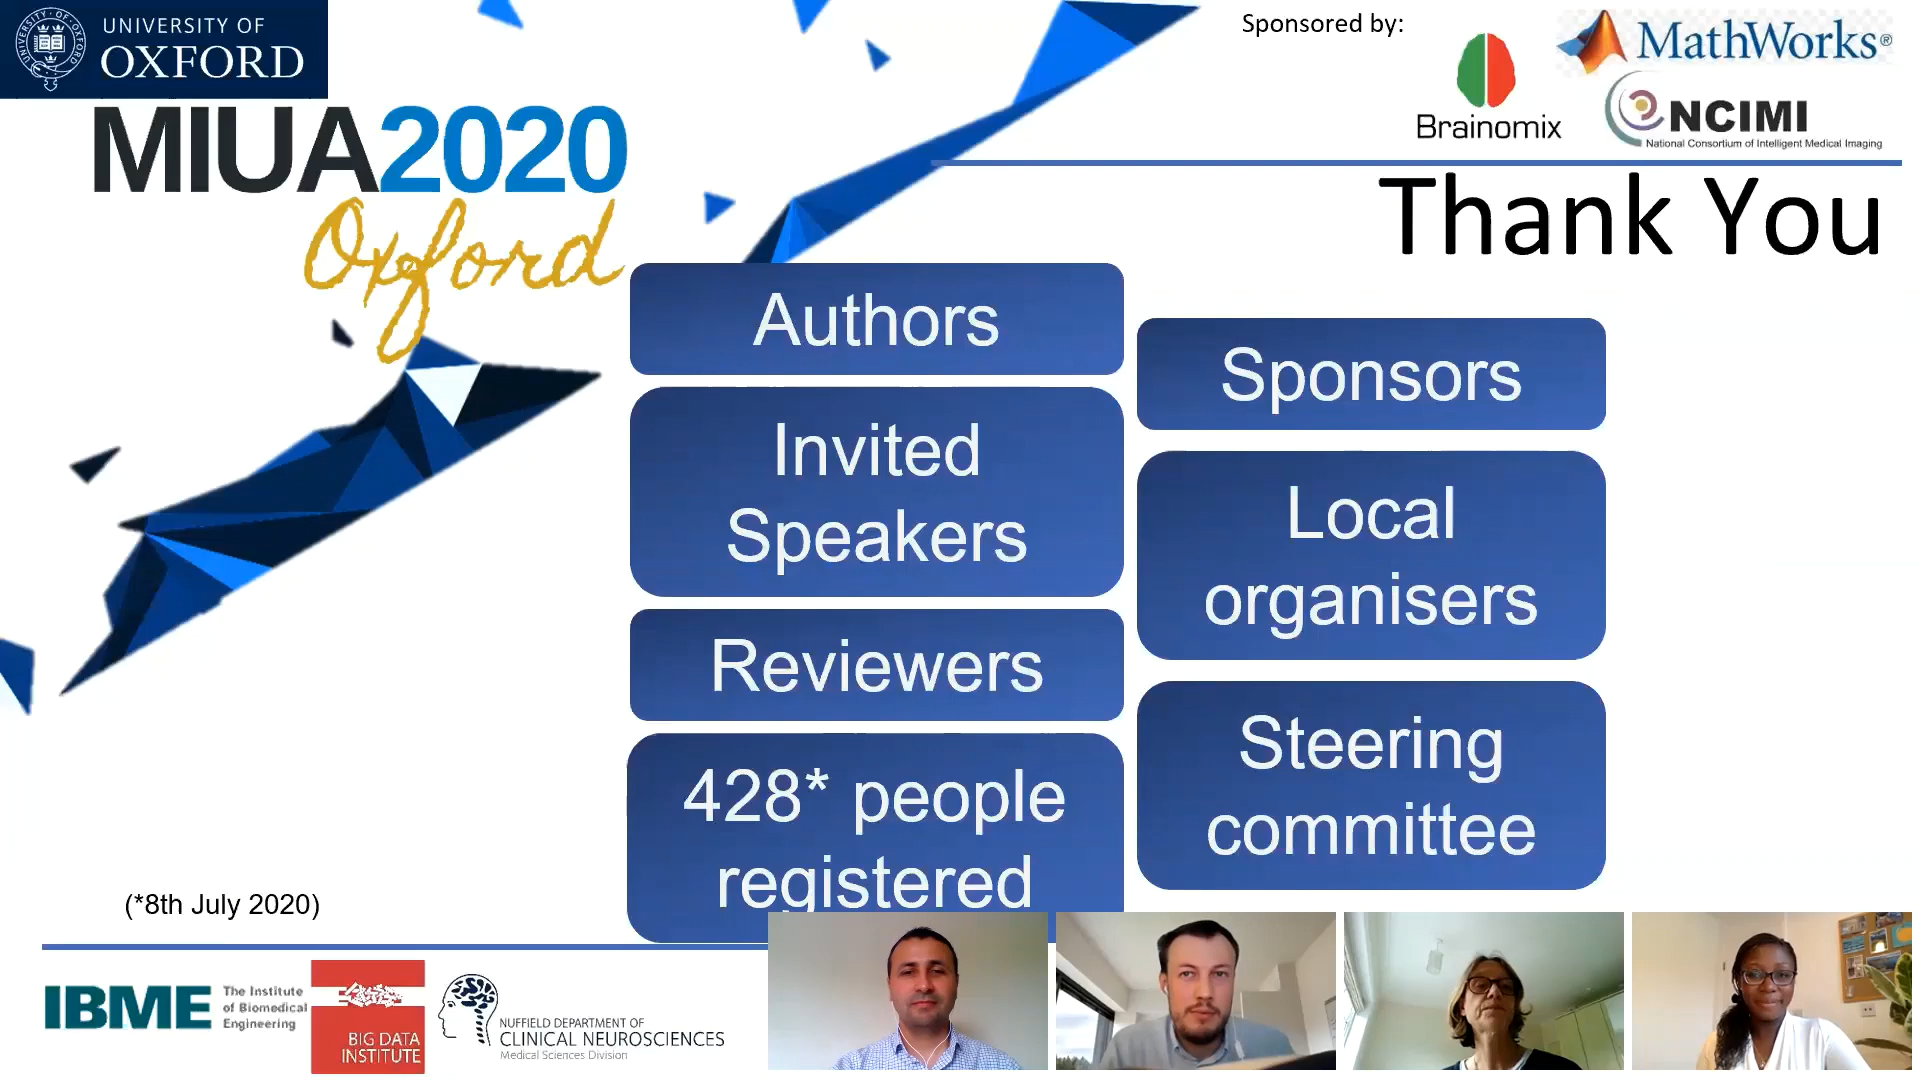 UNIVERSITY OF
OXFORD
MIUA2020
Oxford
Sponsored by:
MathWorks®
Brainomix
NCIMI
National Consortium of Intelligent Medical Imaging
Thank You
Authors
Invited
Speakers
Reviewers
428* people
registered
Sponsors
Local
organisers
Steering
committee
(*8th July 2020)
IBME
The Institute
of Biomedical
Engineering
BIG DATA
INSTITUTE
NUFFIELD DEPARTMENT OF
CLINICAL NEUROSCIENCES
Medical Sciences Division